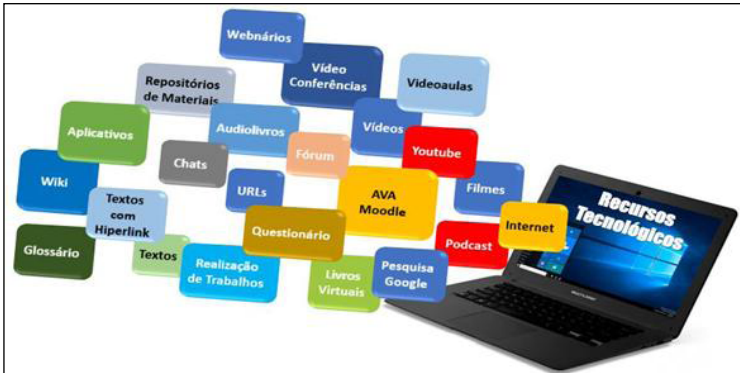 Webnários
Vídeo
Conferências
Videoaulas
Repositórios
de Materiais
Aplicativos
Audiolivros
Vídeos
Chats
Fórum
Youtube
Wiki
Textos
com
Hiperlink
URLs
AVA
Moodle
Filmes
Recursos
Tecnológicos
Glossário
Textos
Realização
de Trabalhos
Questionário
Livros
Virtuais
Pesquisa
Google
Podcast
Internet